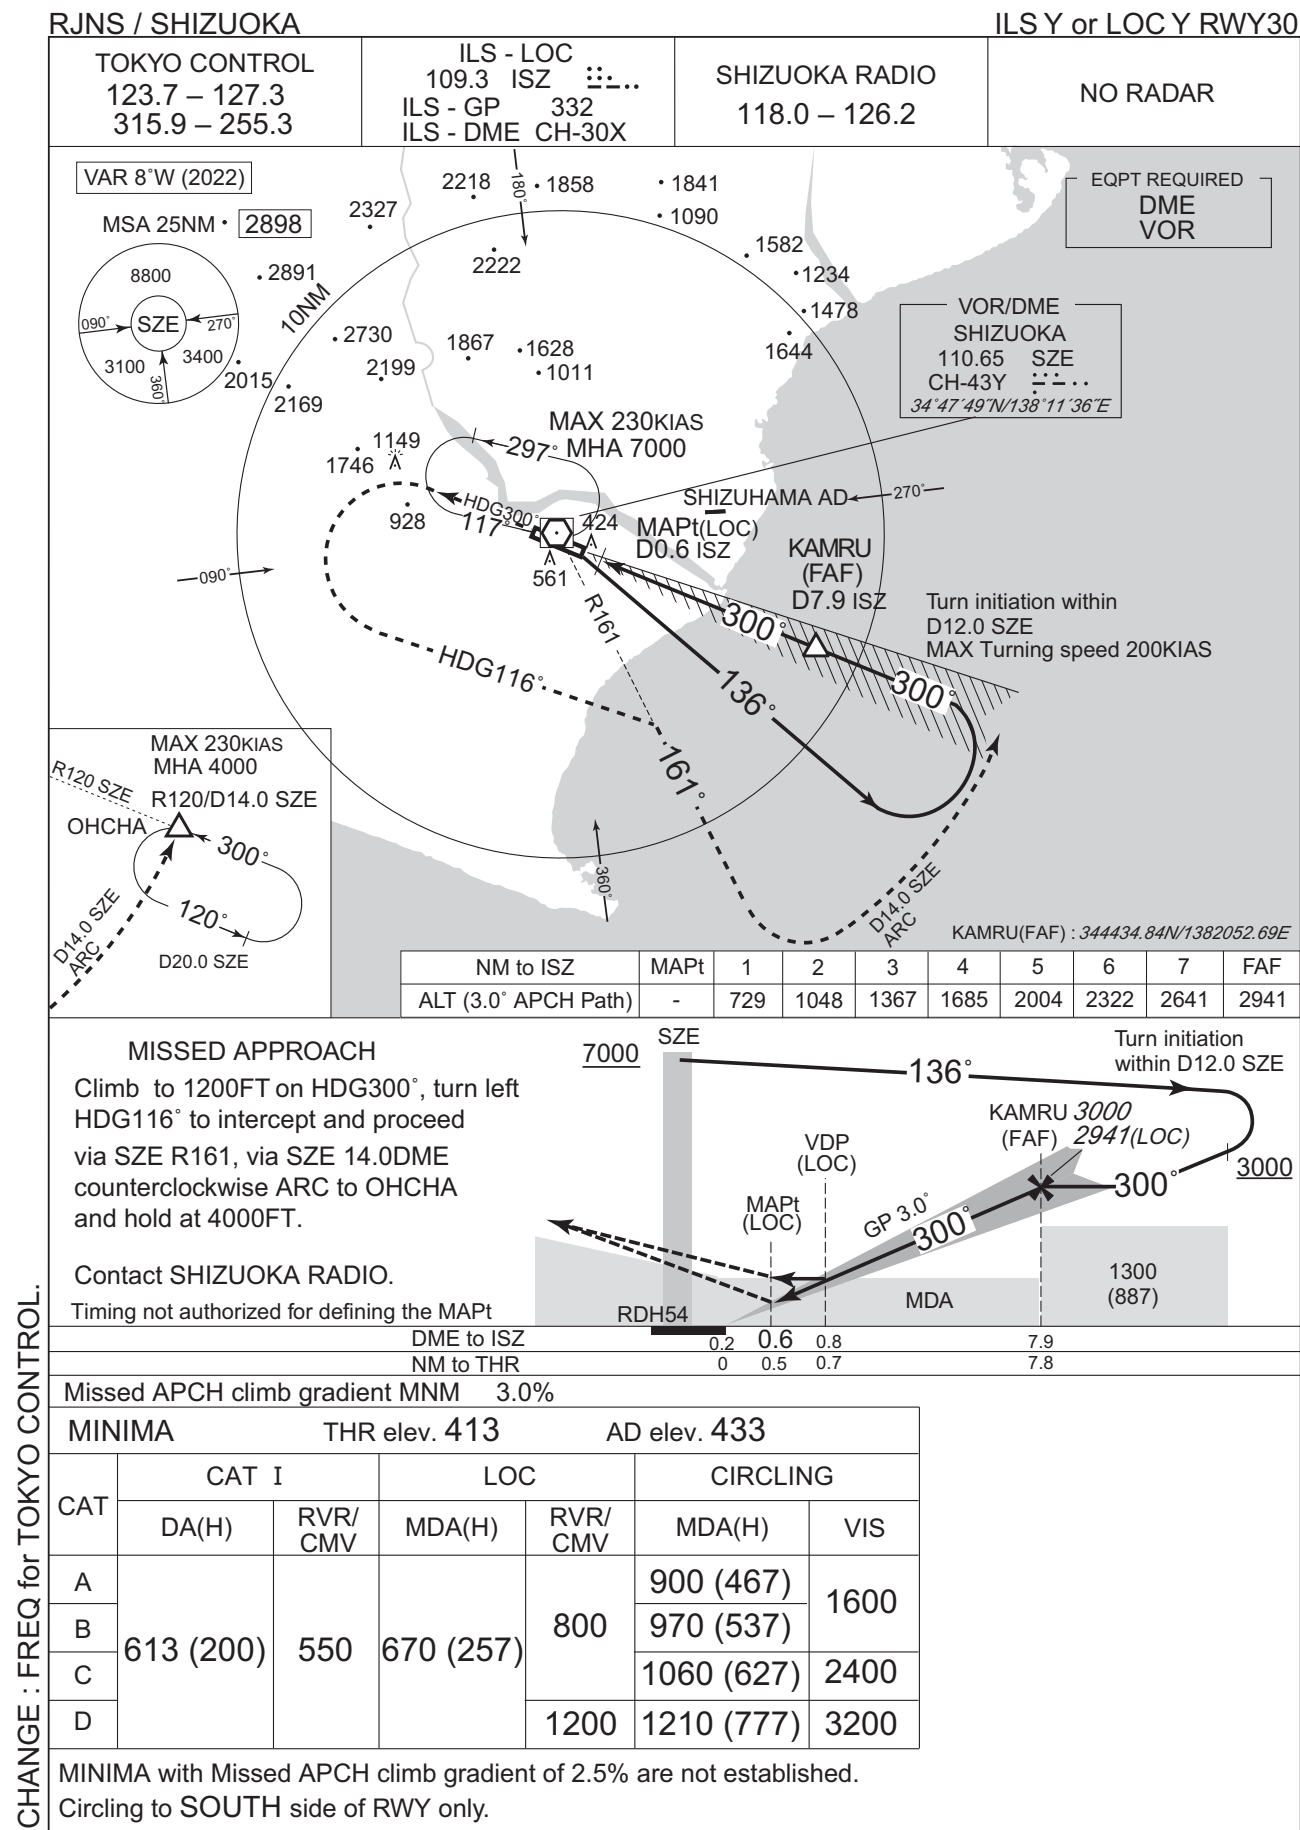 RJNS / SHIZUOKA
ILS Y or LOC Y RWY30
TOKYO CONTROL
123.7 – 127.3
315.9 – 255.3
ILS - LOC
109.3 ISZ
ILS - GP 332
ILS - DME CH-30X
SHIZUOKA RADIO
118.0 – 126.2
NO RADAR
VAR 8°W (2022)
MSA 25NM
2898
8800
SZE
090°
270°
3100
3400
360°
EQPT REQUIRED
DME
VOR
VOR/DME
SHIZUOKA
110.65 SZE
CH-43Y
34°47´49˝N/138°11´36˝E
2218
180°
1858
1841
2327
1090
2222
1582
2891
1234
10NM
1478
2730
1867
1628
1644
2199
1011
2015
2169
MAX 230KIAS
MHA 7000
297°
1149
1746
928
HDG300°
117°
424
561
SHIZUHAMA AD
270°
MAPt(LOC)
D0.6 ISZ
KAMRU
(FAF)
D7.9 ISZ
090°
R161
300°
Turn initiation within
D12.0 SZE
MAX Turning speed 200KIAS
HDG116°
136°
300°
161°
360°
D14.0 SZE
ARC
MAX 230KIAS
MHA 4000
R120 SZE
R120/D14.0 SZE
OHCHA
300°
120°
D14.0 SZE
ARC
D20.0 SZE
KAMRU(FAF) : 344434.84N/1382052.69E
NM to ISZ MAPt 1 2 3 4 5 6 7 FAF
ALT (3.0° APCH Path) - 729 1048 1367 1685 2004 2322 2641 2941
MISSED APPROACH
Climb to 1200FT on HDG300°, turn left
HDG116° to intercept and proceed
via SZE R161, via SZE 14.0DME
counterclockwise ARC to OHCHA
and hold at 4000FT.
Contact SHIZUOKA RADIO.
Timing not authorized for defining the MAPt
SZE
7000
136°
Turn initiation
within D12.0 SZE
KAMRU 3000
(FAF) 2941(LOC)
VDP
(LOC)
3000
300°
MAPt
(LOC)
GP 3.0°
300°
1300
(887)
MDA
RDH54
DME to ISZ 0.2 0.6 0.8 7.9
NM to THR 0 0.5 0.7 7.8
Missed APCH climb gradient MNM 3.0%
MINIMA THR elev. 413 AD elev. 433
CAT
CAT I LOC CIRCLING
DA(H) RVR/CMV MDA(H) RVR/CMV MDA(H) VIS
A 900 (467)
1600
B 970 (537)
613 (200) 550 670 (257) 800
C 1060 (627) 2400
D 1200 1210 (777) 3200
MINIMA with Missed APCH climb gradient of 2.5% are not established.
Circling to SOUTH side of RWY only.
CHANGE : FREQ for TOKYO CONTROL.